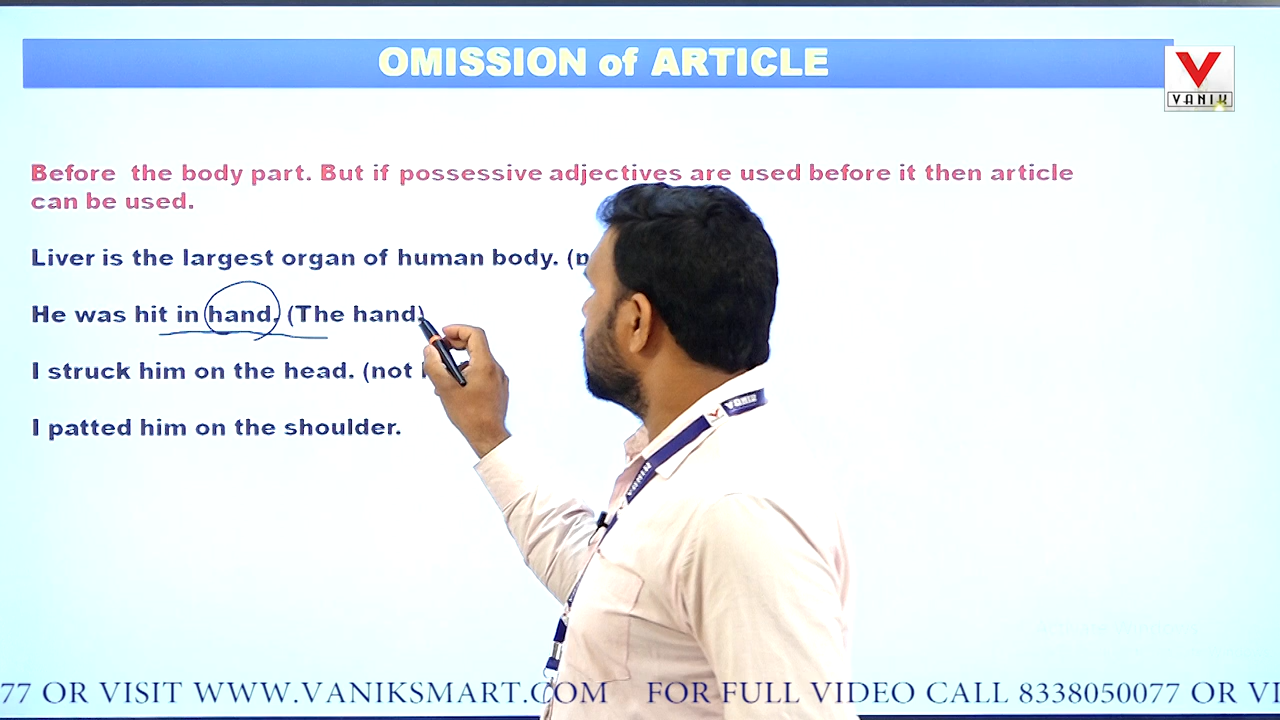 OMISSION of ARTICLE
VANIK
Before the body part. But if possessive adjectives are used before it then article
can be used.
Liver is the largest organ of human body.
He was hit in hand. (The hand)
I struck him on the head. (not
I patted him on the shoulder.
VANIK
VANIK
77 OR VISIT WWW.VANIKSMART.COM FOR FULL VIDEO CALL 8338050077 OR VI